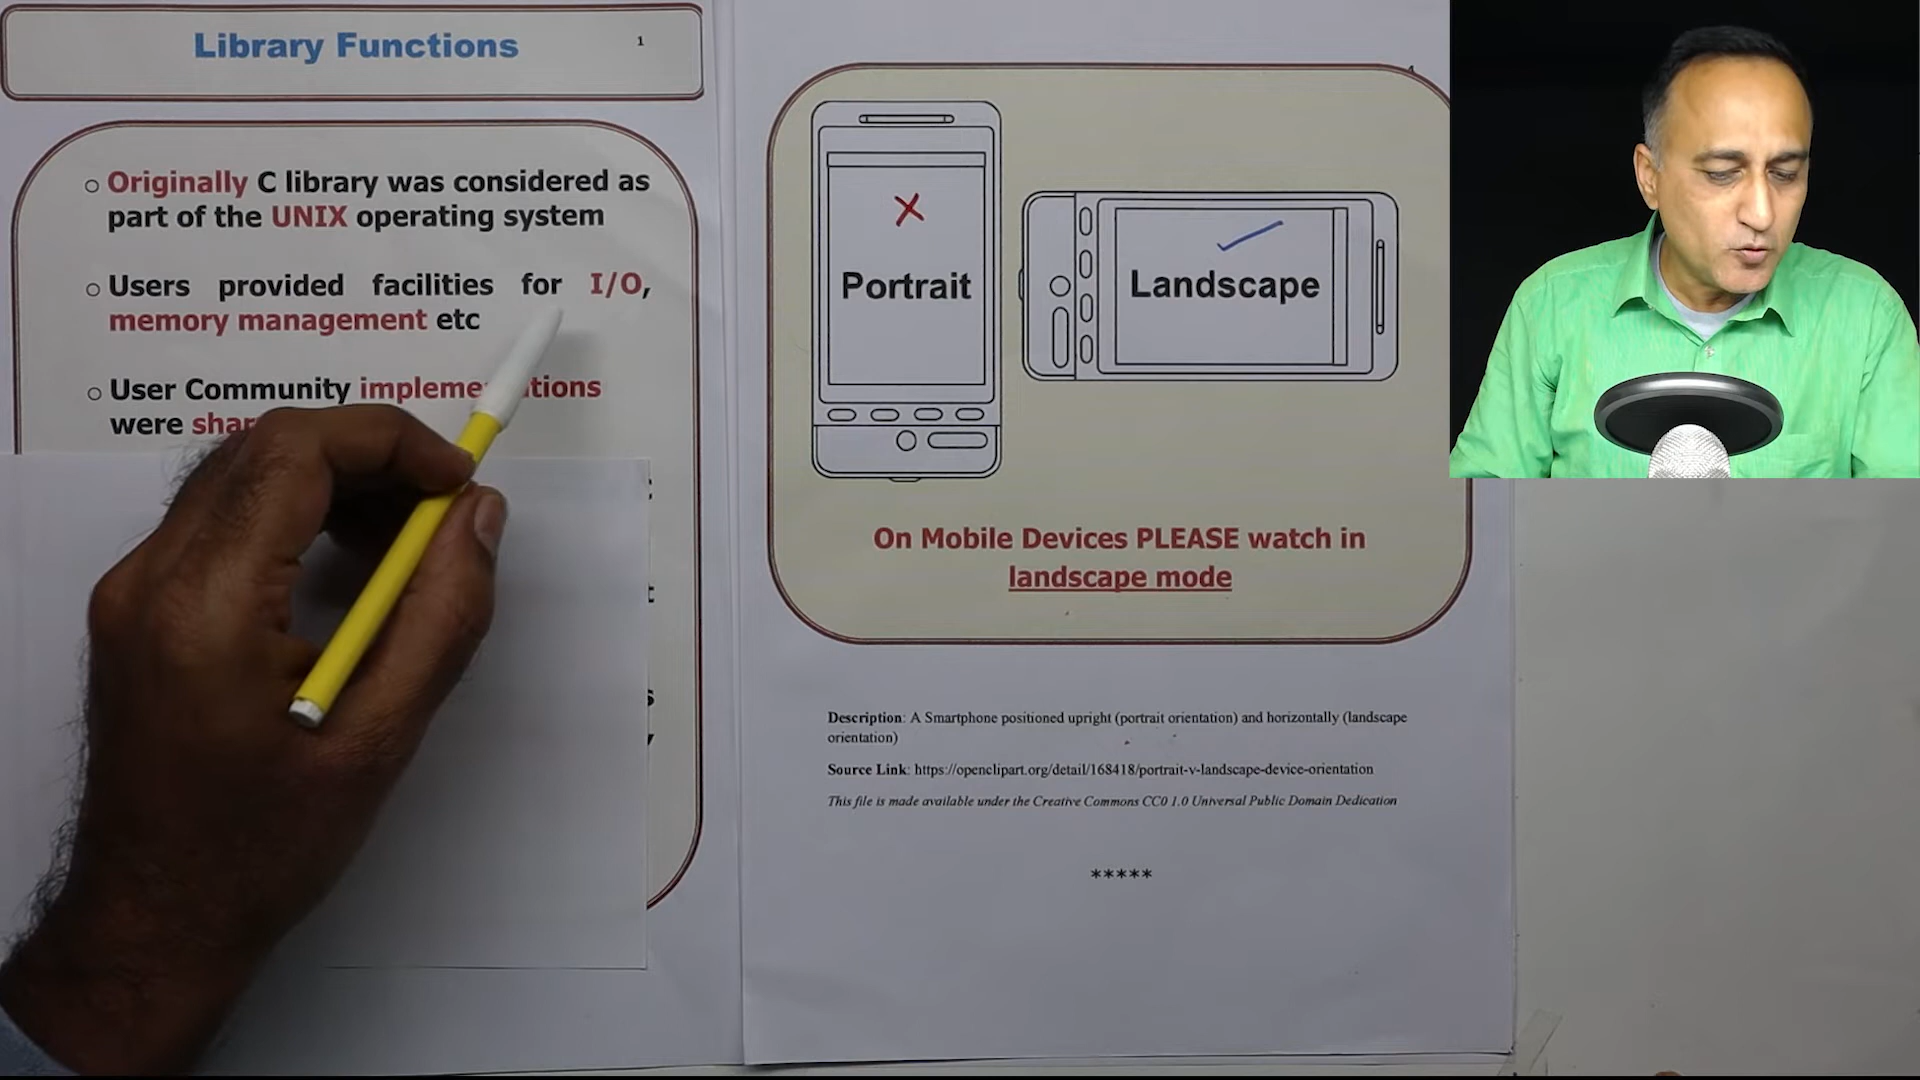 Library Functions
1
Originally C library was considered as
part of the UNIX operating system
Users provided facilities for I/O,
memory management etc
User Community
were
Portrait
Landscape
On Mobile Devices PLEASE watch in
landscape mode
Description: A Smartphone positioned upright (portrait orientation) and horizontally (landscape
orientation)
Source Link: https://openclipart.org/detail/168418/portrait-v-landscape-device-orientation
This file is made available under the Creative Commons CC0 1.0 Universal Public Domain Dedication
*****